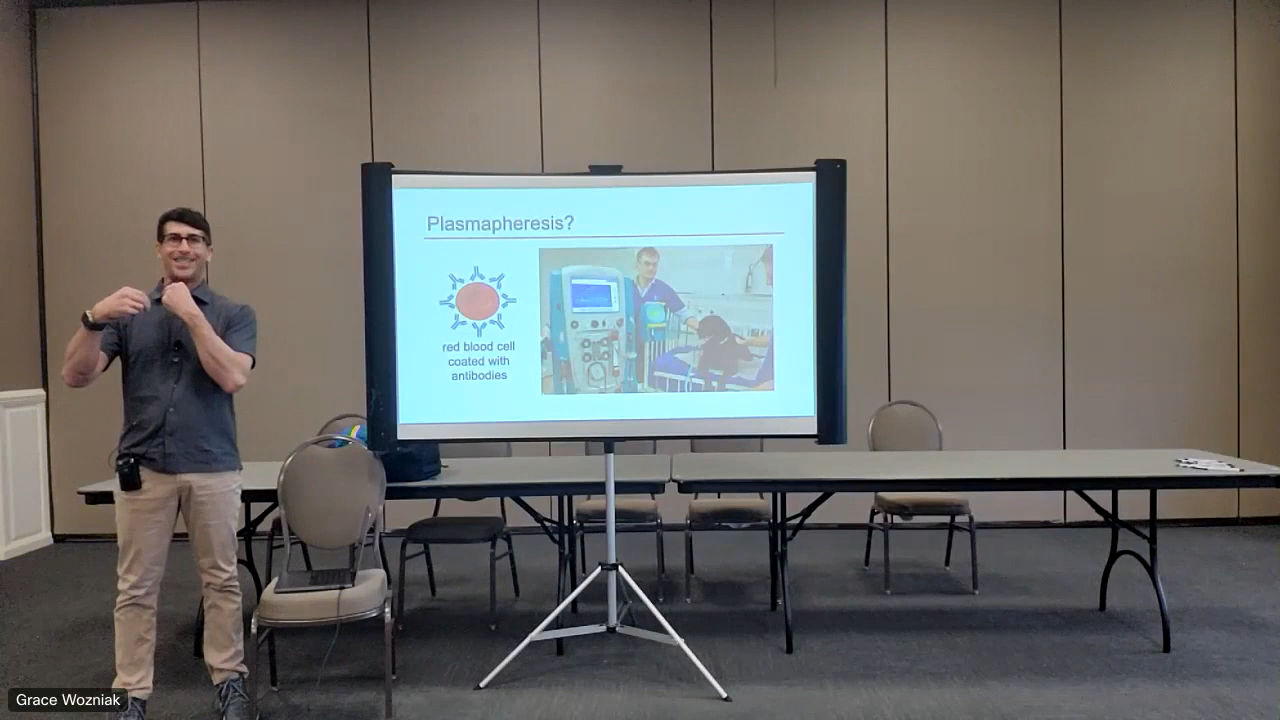 Plasmapheresis?
red blood cell
coated with
antibodies
Grace Wozniak